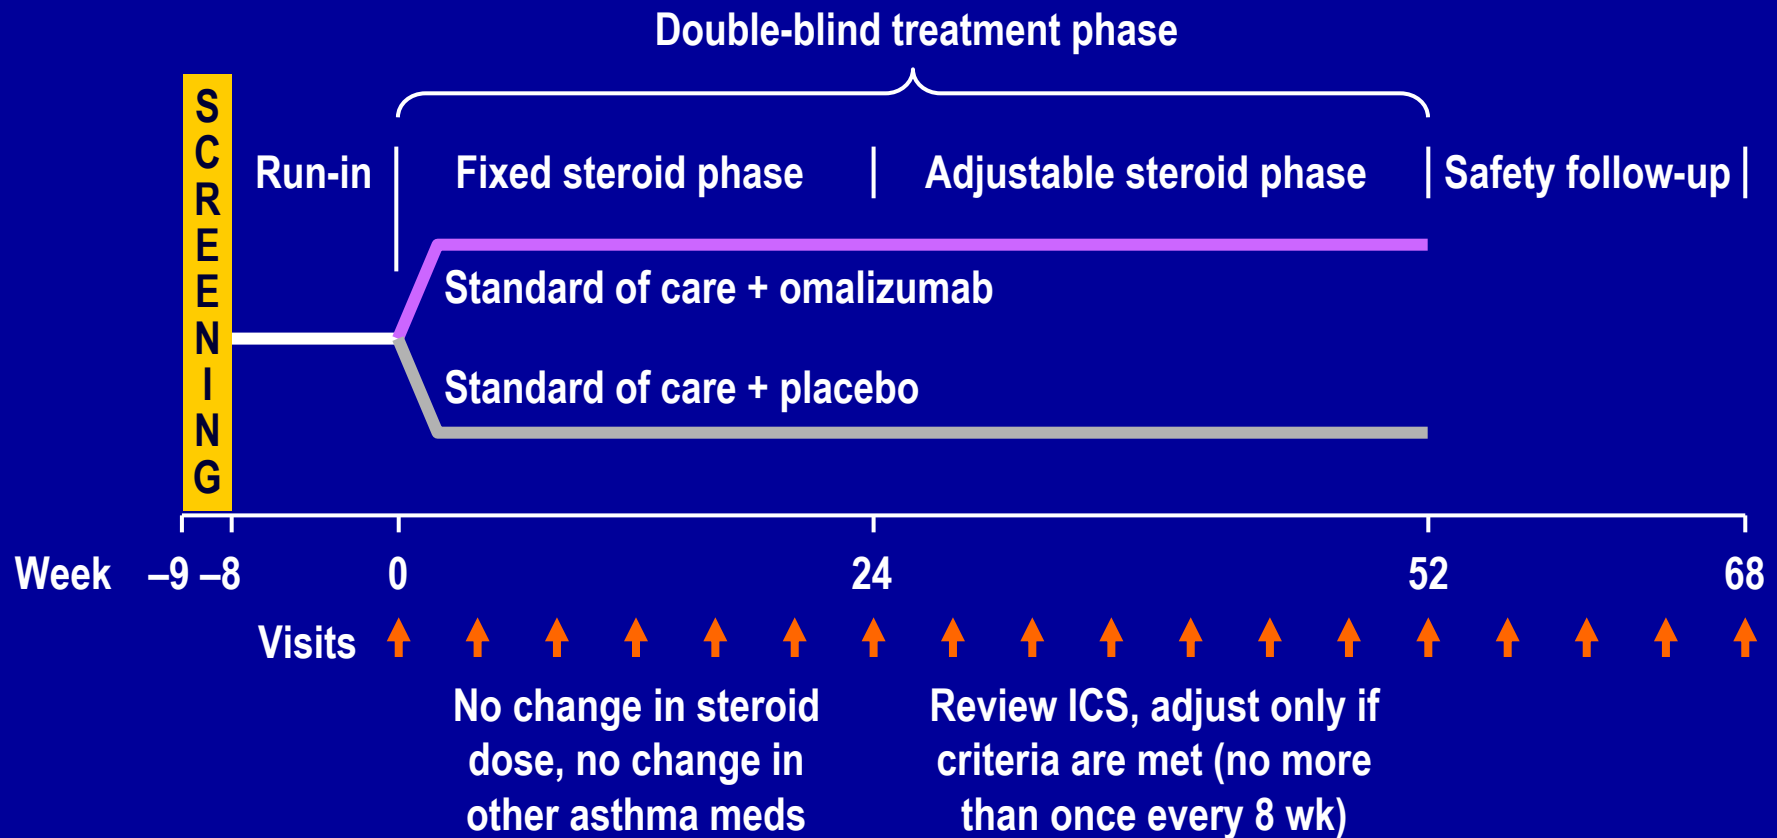 Double-blind treatment phase
SCREENING
Run-in
Fixed steroid phase
Adjustable steroid phase
Safety follow-up
Standard of care + omalizumab
Standard of care + placebo
Week –9 –8 0 24 52 68
Visits
No change in steroid
dose, no change in
other asthma meds
Review ICS, adjust only if
criteria are met (no more
than once every 8 wk)